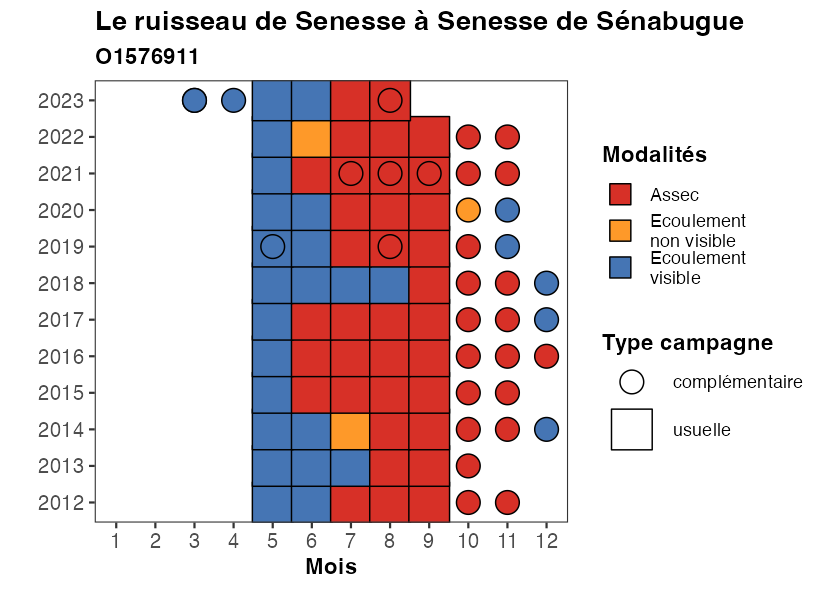 Le ruisseau de Senesse à Senesse de Sénabugue
O1576911
2023
2022
2021
2020
2019
2018
2017
2016
2015
2014
2013
2012
1 2 3 4 5 6 7 8 9 10 11 12
Mois
Modalités
Assec
Ecoulement
non visible
Ecoulement
visible
Type campagne
complémentaire
usuelle